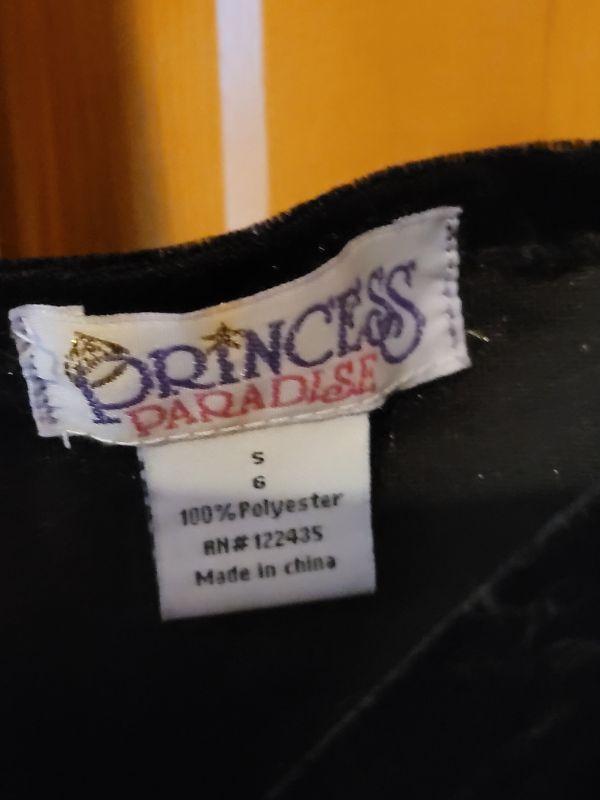 PRINCESS
PARADISE
S
6
100% Polyester
RN# 122435
Made in china